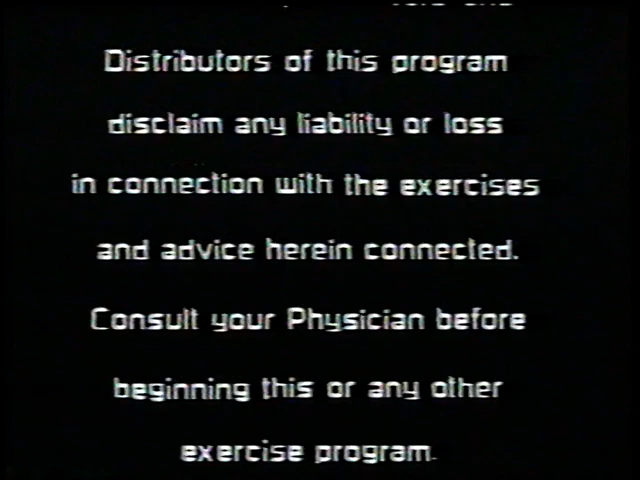 Distributors of this program
disclaim any liability or loss
in connection with the exercises
and advice herein connected.
Consult your Physician before
beginning this or any other
exercise program.